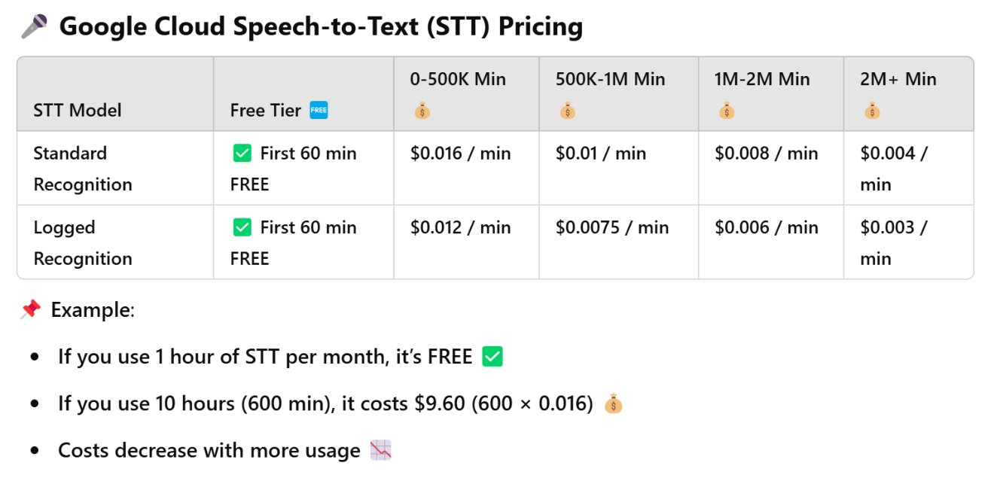 🎤 Google Cloud Speech-to-Text (STT) Pricing
0-500K Min 500K-1M Min 1M-2M Min 2M+ Min
STT Model Free Tier 🆓 💰 💰 💰 💰
Standard ✅ First 60 min $0.016 / min $0.01 / min $0.008 / min $0.004 /
Recognition FREE min
Logged ✅ First 60 min $0.012 / min $0.0075 / min $0.006 / min $0.003 /
Recognition FREE min
📌 Example:
• If you use 1 hour of STT per month, it’s FREE ✅
• If you use 10 hours (600 min), it costs $9.60 (600 × 0.016) 💰
• Costs decrease with more usage 📉